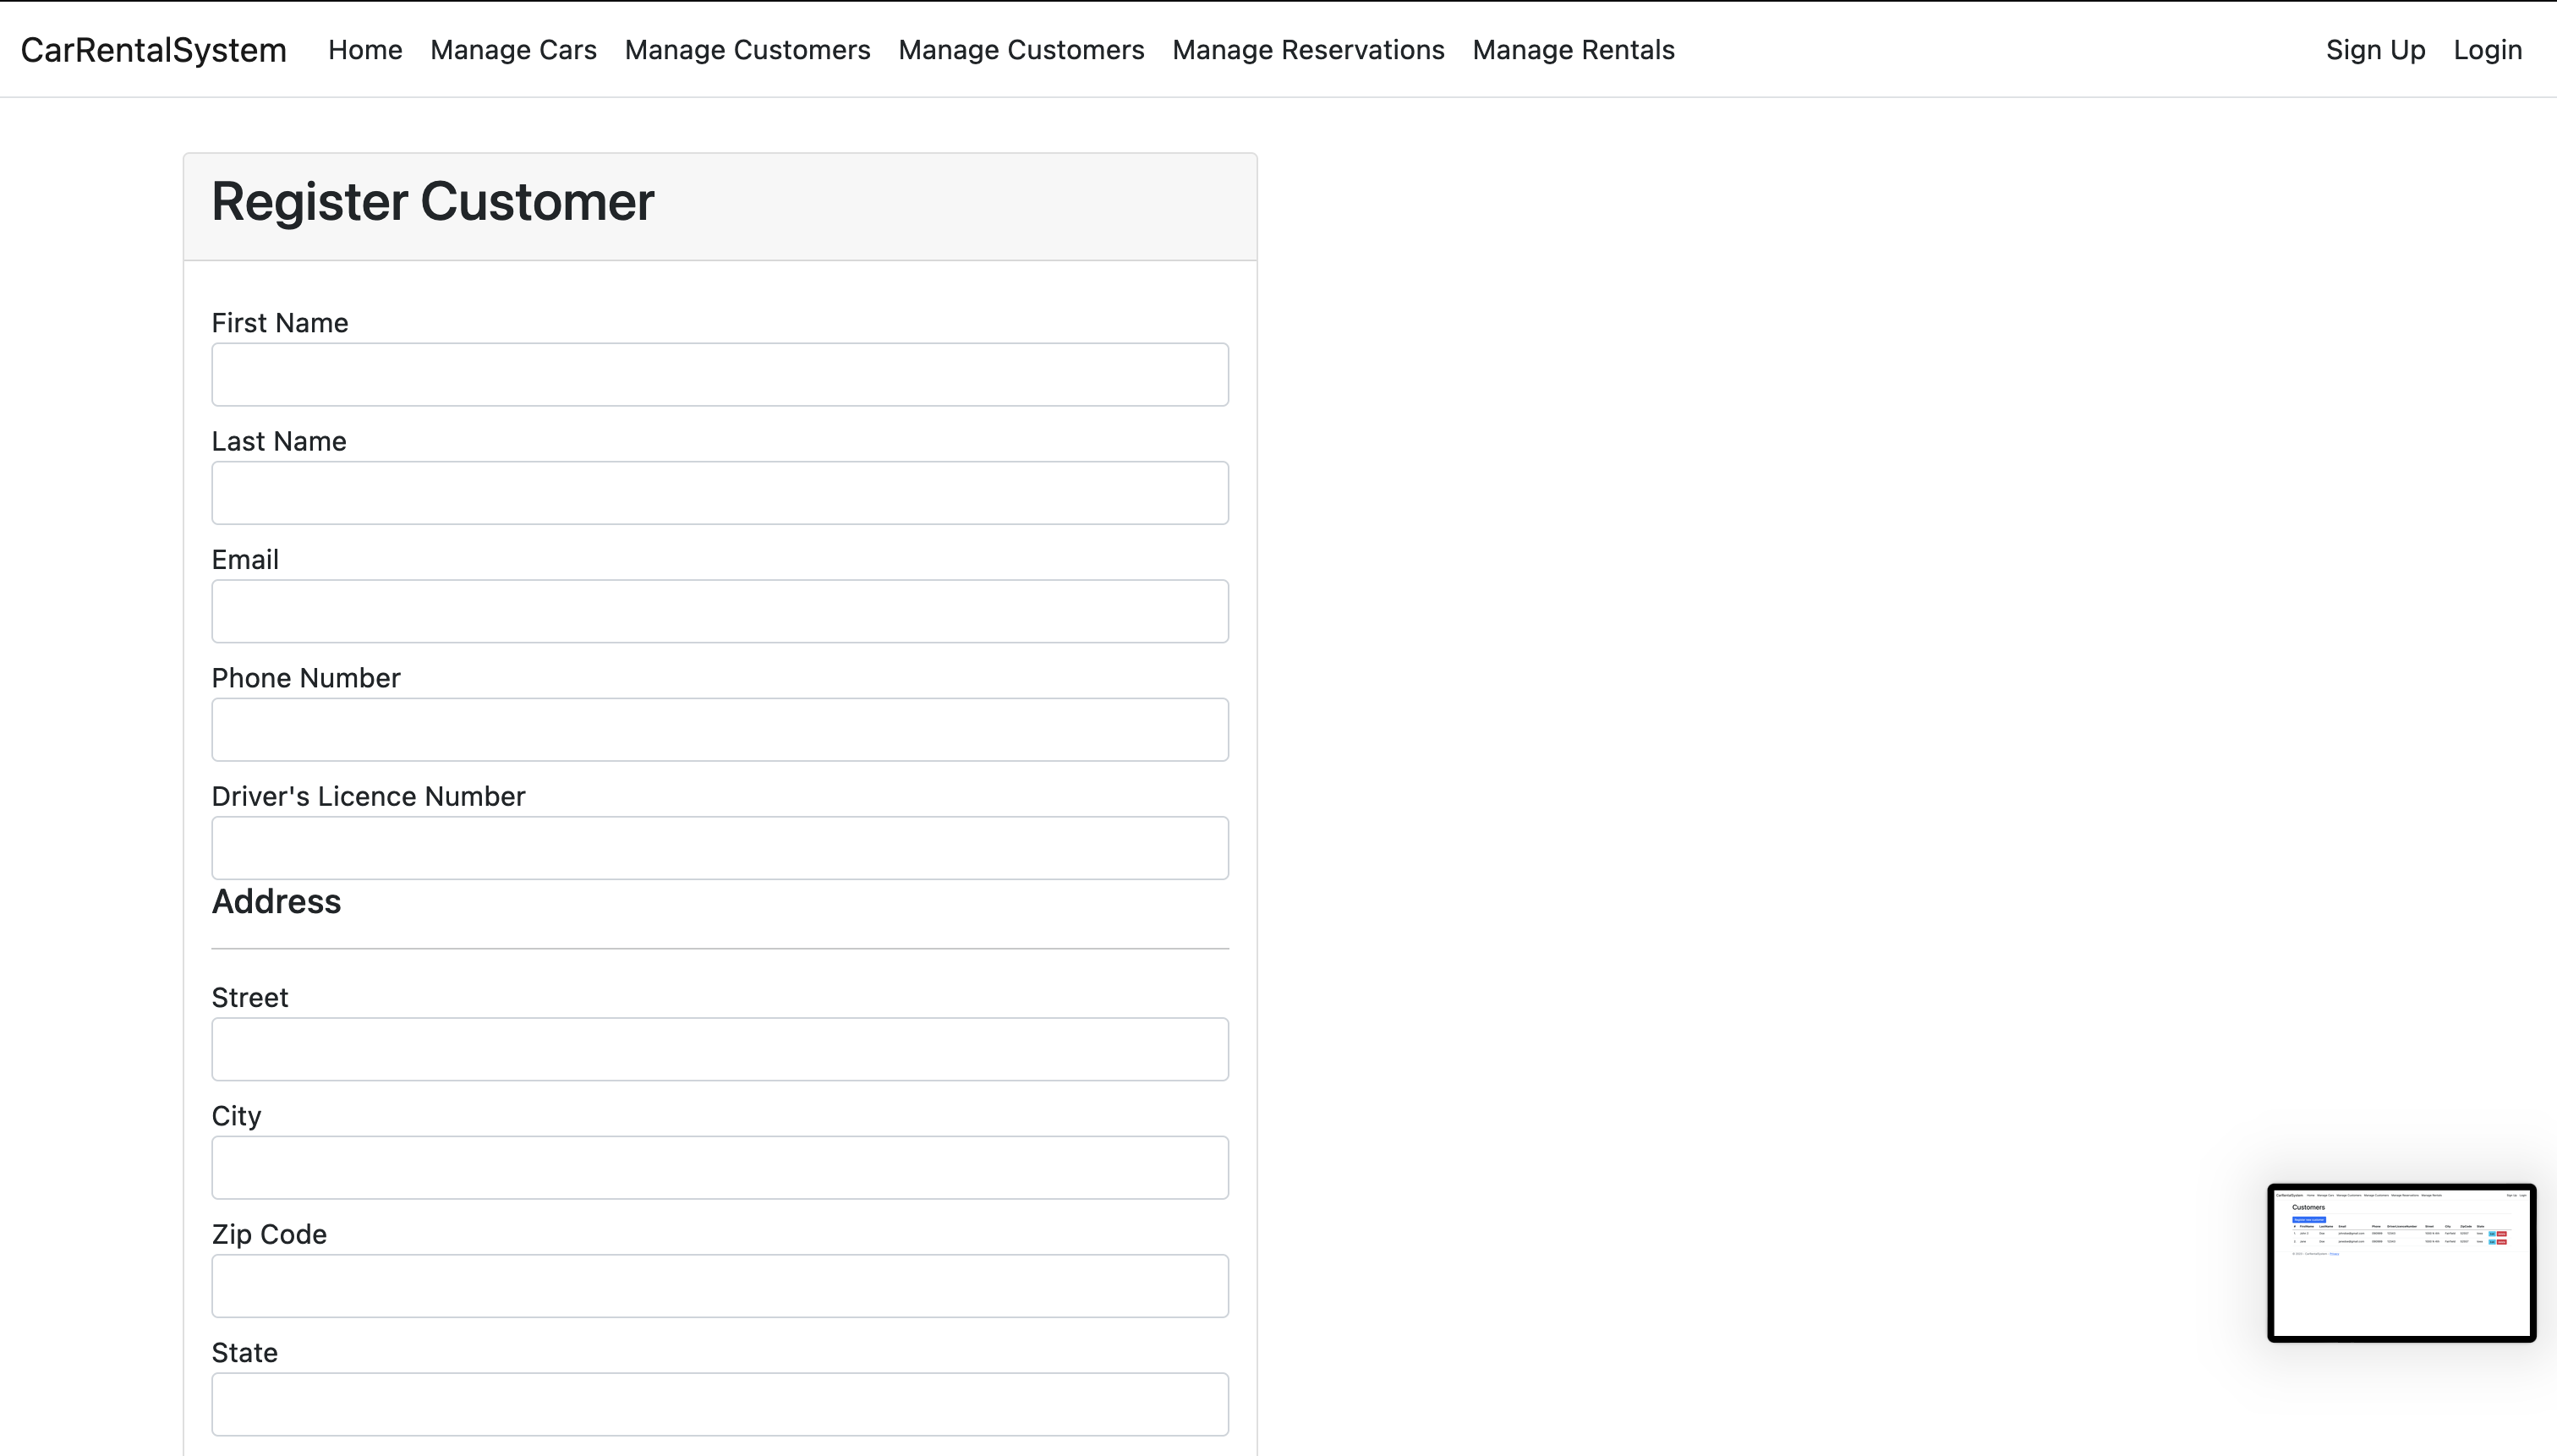 CarRentalSystem Home Manage Cars Manage Customers Manage Customers Manage Reservations Manage Rentals Sign Up Login
Register Customer
First Name
Last Name
Email
Phone Number
Driver's Licence Number
Address
Street
City
Zip Code
State
Customers